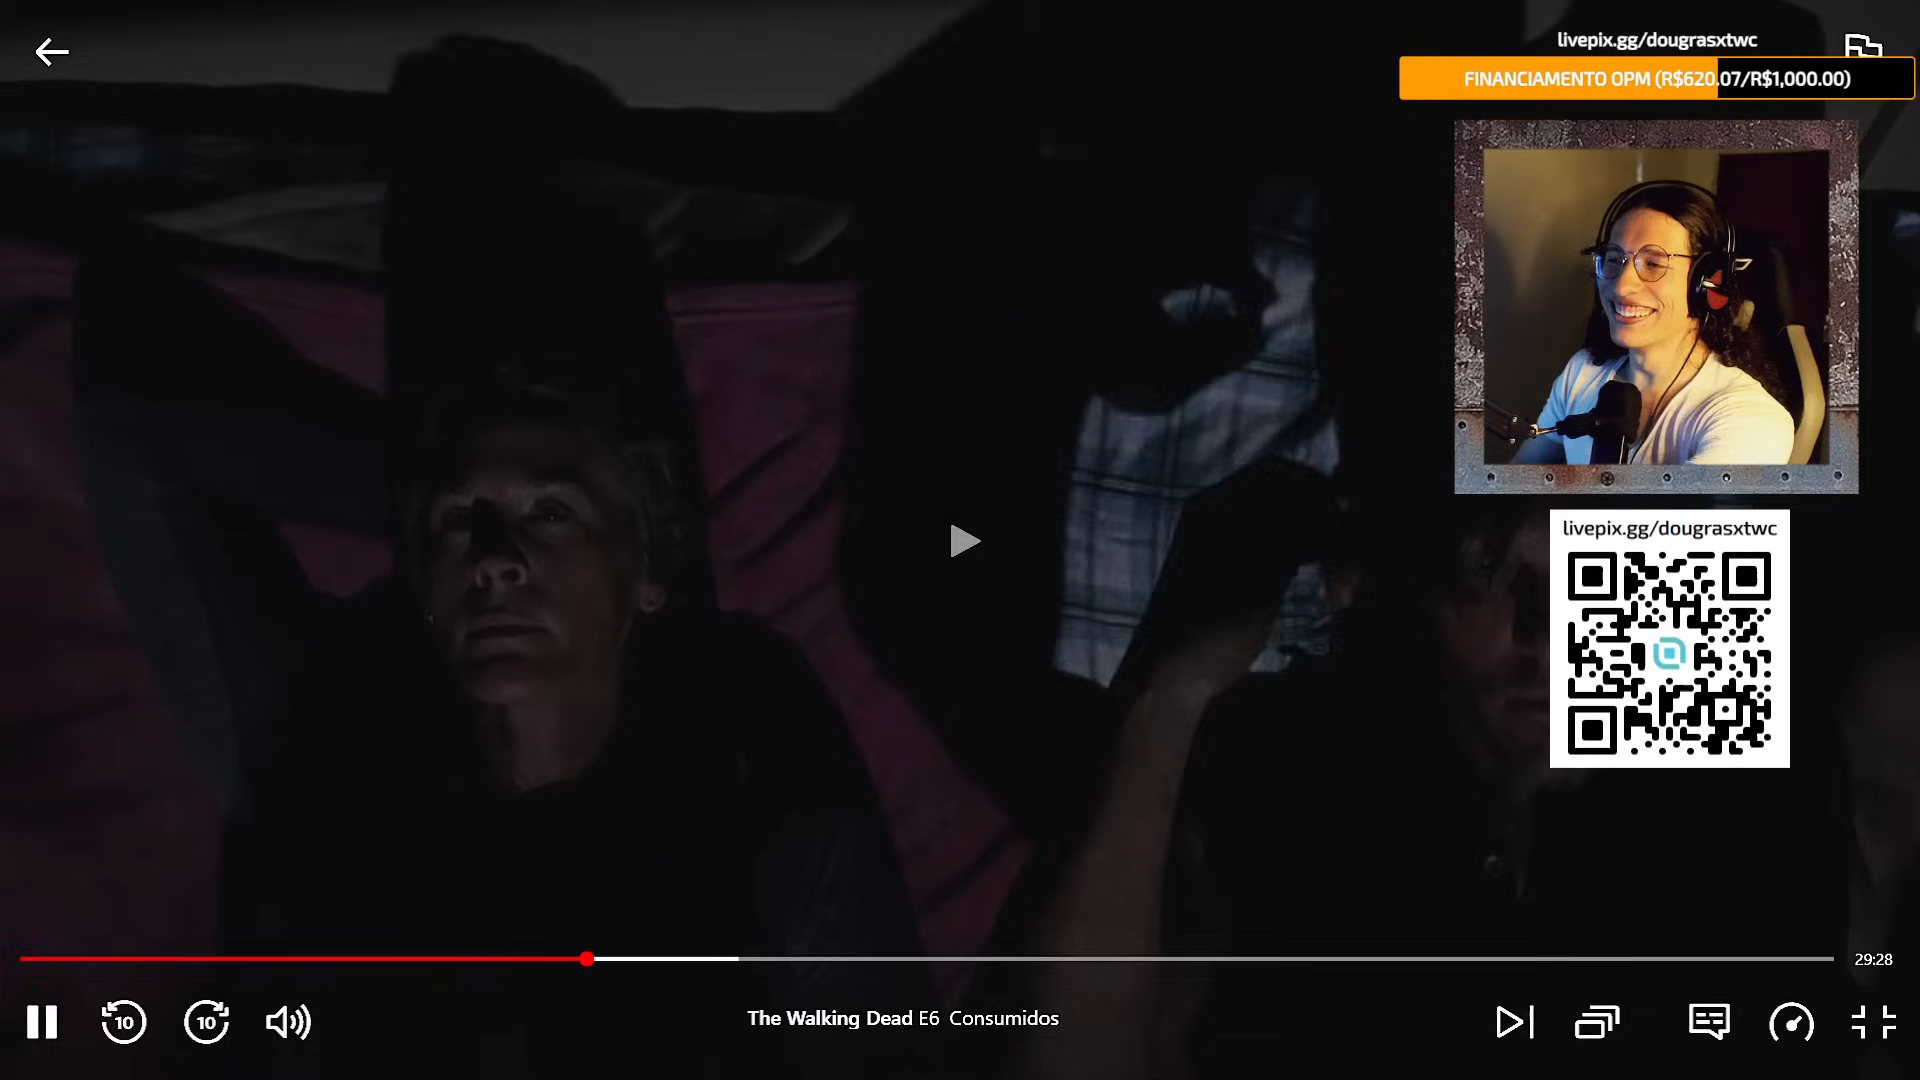 livepix.gg/dougrasxtwc
FINANCIAMENTO OPM (R$620.07/R$1,000.00)
livepix.gg/dougrasxtwc
29:28
10
10
The Walking Dead E6 Consumidos